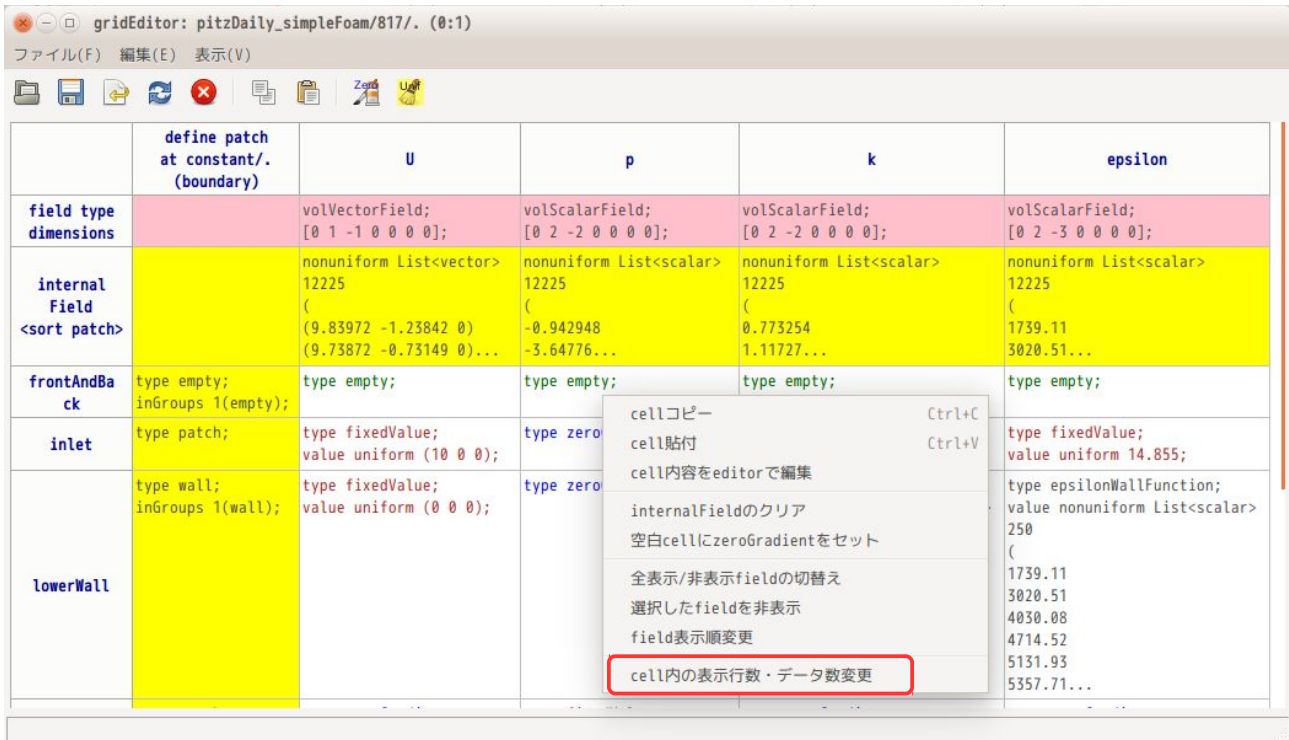 gridEditor: pitzDaily_simpleFoam/817/. (0:1)
ファイル(F) 編集(E) 表示(V)
Zero
Unit
define patch
at constant/.
(boundary)
U
p
k
epsilon
field type
dimensions
volVectorField;
[0 1 -1 0 0 0 0];
volScalarField;
[0 2 -2 0 0 0 0];
volScalarField;
[0 2 -2 0 0 0 0];
volScalarField;
[0 2 -3 0 0 0 0];
internal
Field
<sort patch>
nonuniform List<vector>
12225
(
(9.83972 -1.23842 0)
(9.73872 -0.73149 0)...
nonuniform List<scalar>
12225
(
-0.942948
-3.64776...
nonuniform List<scalar>
12225
(
0.773254
1.11727...
nonuniform List<scalar>
12225
(
1739.11
3020.51...
frontAndBa
ck
type empty;
inGroups 1(empty);
type empty;
type empty;
type empty;
type empty;
inlet
type patch;
type fixedValue;
value uniform (10 0 0);
type zero
type fixedValue;
value uniform 14.855;
lowerWall
type wall;
inGroups 1(wall);
type fixedValue;
value uniform (0 0 0);
type zero
type epsilonWallFunction;
value nonuniform List<scalar>
250
(
1739.11
3020.51
4030.08
4714.52
5131.93
5357.71...
cellコピー Ctrl+C
cell貼付 Ctrl+V
cell内容をeditorで編集
internalFieldのクリア
空白cellにzeroGradientをセット
全表示/非表示fieldの切替え
選択したfieldを非表示
field表示順変更
cell内の表示行数・データ数変更